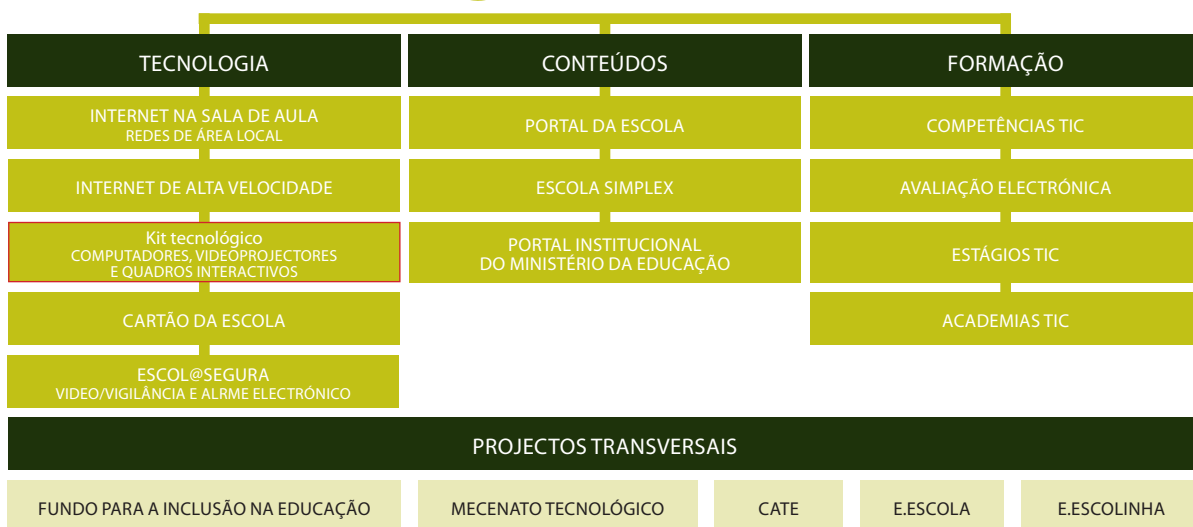 TECNOLOGIA
INTERNET NA SALA DE AULA
REDES DE ÁREA LOCAL
INTERNET DE ALTA VELOCIDADE
Kit tecnológico
COMPUTADORES, VIDEOPROJECTORES
E QUADROS INTERACTIVOS
CARTÃO DA ESCOLA
ESCOL@SEGURA
VIDEO/VIGILÂNCIA E ALRME ELECTRÓNICO
CONTEÚDOS
PORTAL DA ESCOLA
ESCOLA SIMPLEX
PORTAL INSTITUCIONAL
DO MINISTÉRIO DA EDUCAÇÃO
FORMAÇÃO
COMPETÊNCIAS TIC
AVALIAÇÃO ELECTRÓNICA
ESTÁGIOS TIC
ACADEMIAS TIC
PROJECTOS TRANSVERSAIS
FUNDO PARA A INCLUSÃO NA EDUCAÇÃO
MECENATO TECNOLÓGICO
CATE
E.ESCOLA
E.ESCOLINHA